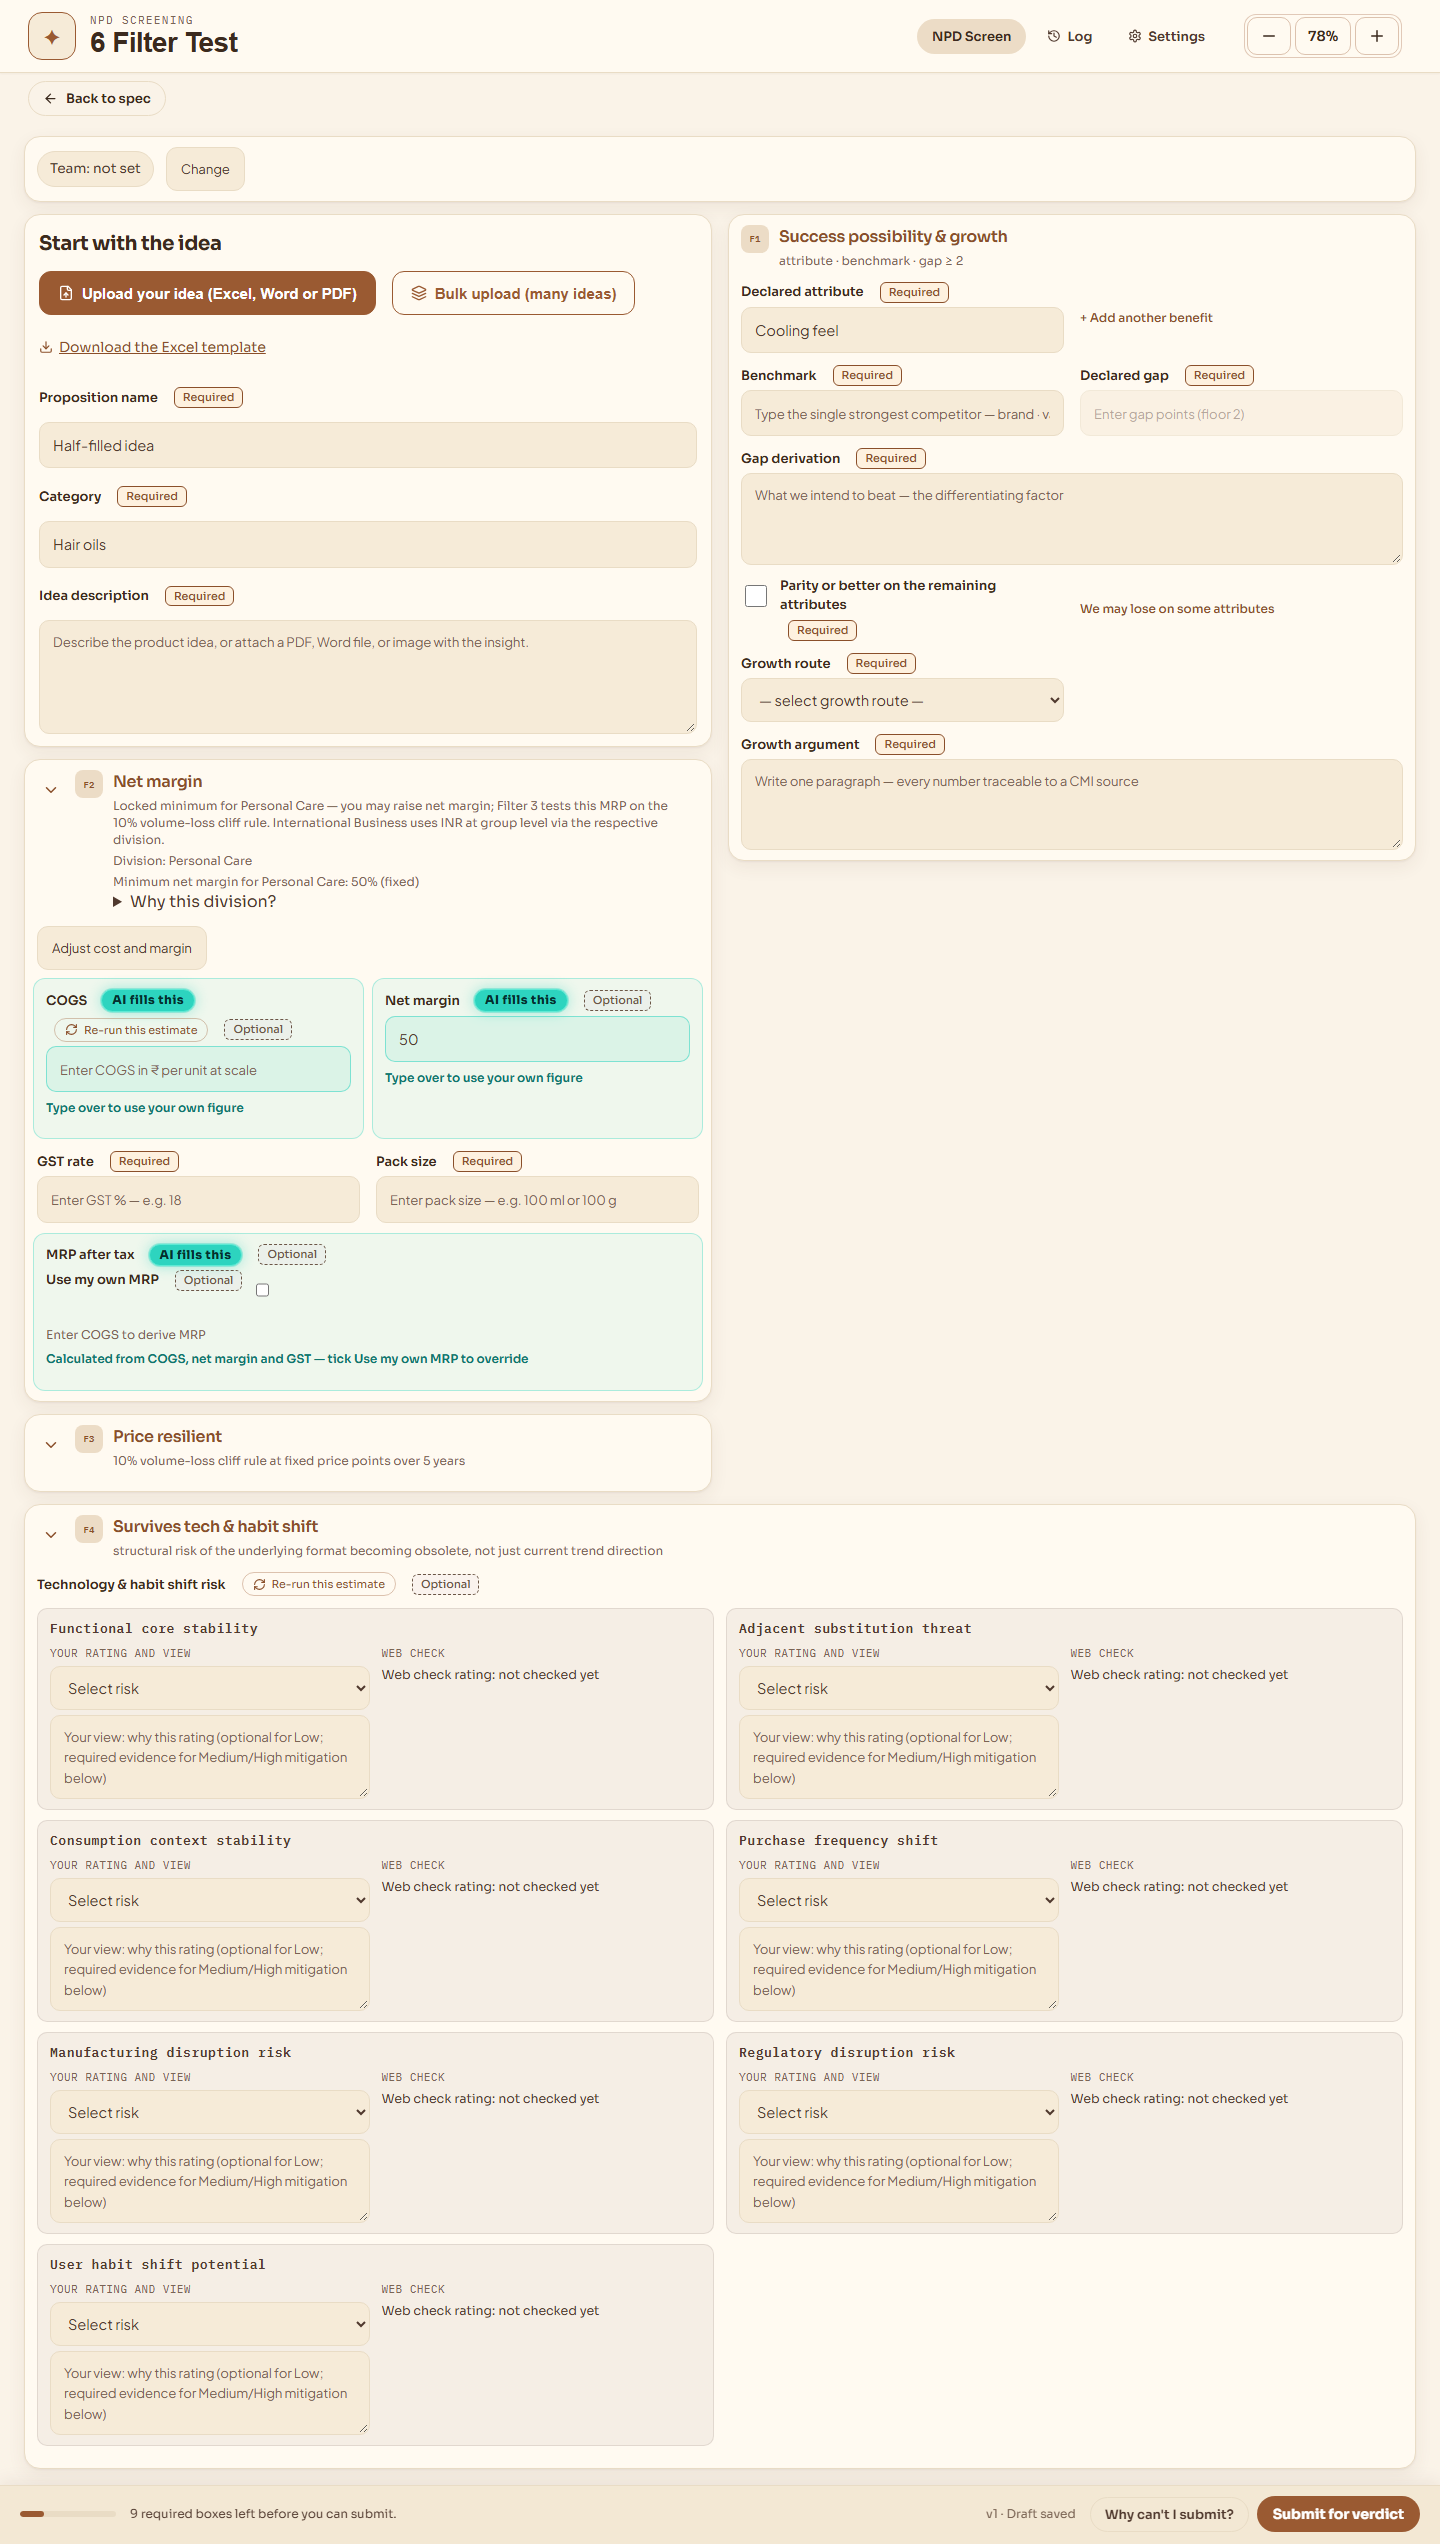 NPD SCREENING
6 Filter Test
NPD Screen
Log
Settings
78%
Back to spec
Team: not set
Change
Start with the idea
Upload your idea (Excel, Word or PDF)
Bulk upload (many ideas)
Download the Excel template
Proposition name Required
Half-filled idea
Category Required
Hair oils
Idea description Required
Describe the product idea, or attach a PDF, Word file, or image with the insight.
F1
Success possibility & growth
attribute · benchmark · gap ≥ 2
Declared attribute Required
Cooling feel
+ Add another benefit
Benchmark Required
Declared gap Required
Type the single strongest competitor — brand · v
Enter gap points (floor 2)
Gap derivation Required
What we intend to beat — the differentiating factor
Parity or better on the remaining
attributes
Required
We may lose on some attributes
Growth route Required
— select growth route —
Growth argument Required
Write one paragraph — every number traceable to a CMI source
F2
Net margin
Locked minimum for Personal Care — you may raise net margin; Filter 3 tests this MRP on the
10% volume-loss cliff rule. International Business uses INR at group level via the respective
division.
Division: Personal Care
Minimum net margin for Personal Care: 50% (fixed)
Why this division?
Adjust cost and margin
COGS AI fills this
Re-run this estimate Optional
Enter COGS in ₹ per unit at scale
Type over to use your own figure
Net margin AI fills this Optional
50
Type over to use your own figure
GST rate Required
Enter GST % — e.g. 18
Pack size Required
Enter pack size — e.g. 100 ml or 100 g
MRP after tax AI fills this Optional
Use my own MRP Optional
Enter COGS to derive MRP
Calculated from COGS, net margin and GST — tick Use my own MRP to override
F3
Price resilient
10% volume-loss cliff rule at fixed price points over 5 years
F4
Survives tech & habit shift
structural risk of the underlying format becoming obsolete, not just current trend direction
Technology & habit shift risk Re-run this estimate Optional
Functional core stability
YOUR RATING AND VIEW
WEB CHECK
Select risk
Web check rating: not checked yet
Your view: why this rating (optional for Low;
required evidence for Medium/High mitigation
below)
Adjacent substitution threat
YOUR RATING AND VIEW
WEB CHECK
Select risk
Web check rating: not checked yet
Your view: why this rating (optional for Low;
required evidence for Medium/High mitigation
below)
Consumption context stability
YOUR RATING AND VIEW
WEB CHECK
Select risk
Web check rating: not checked yet
Your view: why this rating (optional for Low;
required evidence for Medium/High mitigation
below)
Purchase frequency shift
YOUR RATING AND VIEW
WEB CHECK
Select risk
Web check rating: not checked yet
Your view: why this rating (optional for Low;
required evidence for Medium/High mitigation
below)
Manufacturing disruption risk
YOUR RATING AND VIEW
WEB CHECK
Select risk
Web check rating: not checked yet
Your view: why this rating (optional for Low;
required evidence for Medium/High mitigation
below)
Regulatory disruption risk
YOUR RATING AND VIEW
WEB CHECK
Select risk
Web check rating: not checked yet
Your view: why this rating (optional for Low;
required evidence for Medium/High mitigation
below)
User habit shift potential
YOUR RATING AND VIEW
WEB CHECK
Select risk
Web check rating: not checked yet
Your view: why this rating (optional for Low;
required evidence for Medium/High mitigation
below)
9 required boxes left before you can submit.
v1 · Draft saved
Why can't I submit?
Submit for verdict